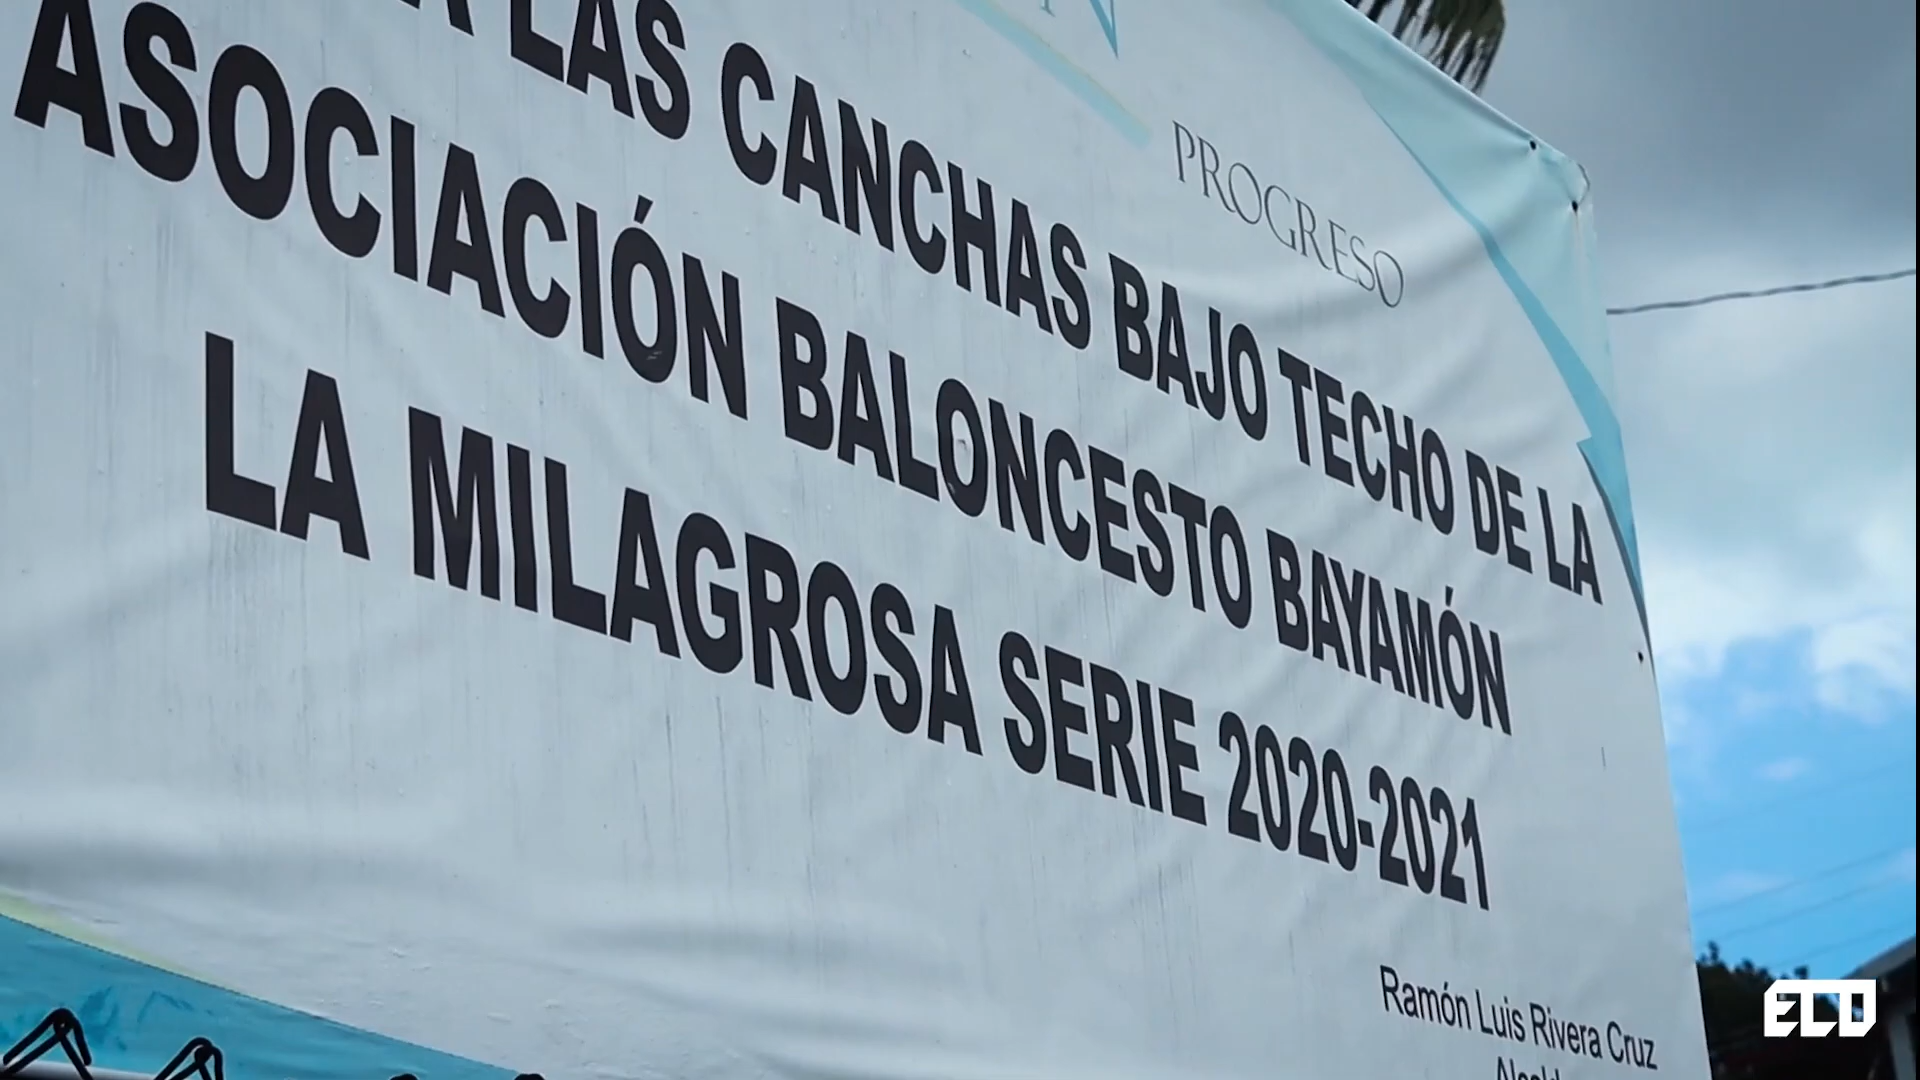 PROGRESO
LAS CANCHAS BAJO TECHO DE LA
ASOCIACIÓN BALONCESTO BAYAMÓN
LA MILAGROSA SERIE 2020-2021
Ramón Luis Rivera Cruz
ECO